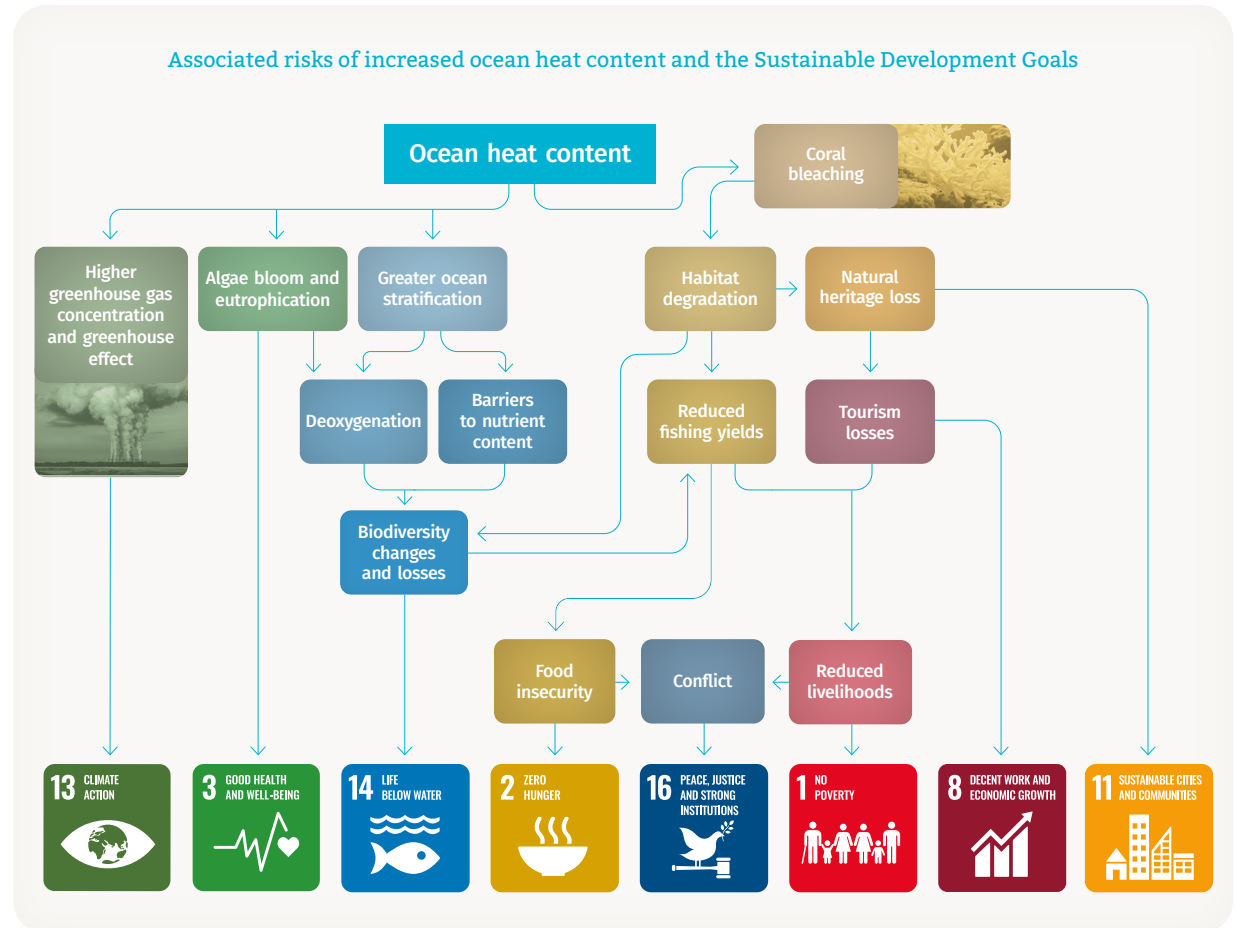 Associated risks of increased ocean heat content and the Sustainable Development Goals
Ocean heat content
Coral
bleaching
Higher
greenhouse gas
concentration
and greenhouse
effect
Algae bloom and
eutrophication
Greater ocean
stratification
Habitat
degradation
Natural
heritage loss
Deoxygenation
Barriers
to nutrient
content
Reduced
fishing yields
Tourism
losses
Biodiversity
changes
and losses
Food
insecurity
Conflict
Reduced
livelihoods
13 CLIMATE
ACTION
3 GOOD HEALTH
AND WELL-BEING
14 LIFE
BELOW WATER
2 ZERO
HUNGER
16 PEACE, JUSTICE
AND STRONG
INSTITUTIONS
1 NO
POVERTY
8 DECENT WORK AND
ECONOMIC GROWTH
11 SUSTAINABLE CITIES
AND COMMUNITIES